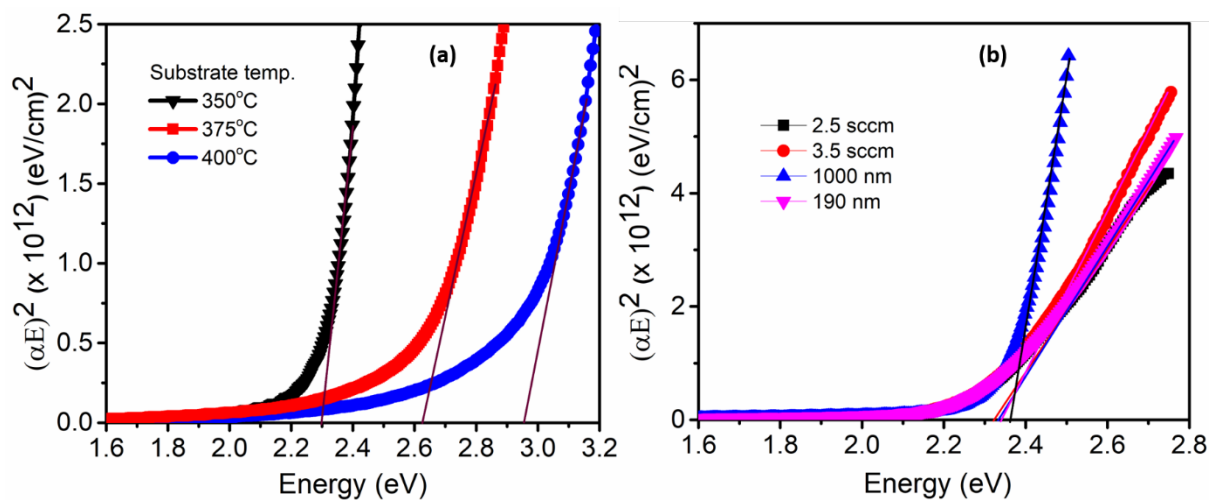 (a)
Substrate temp.
350°C
375°C
400°C
2.5
2.0
1.5
1.0
0.5
0.0
(αE)² (x 10¹²) (eV/cm)²
1.6 1.8 2.0 2.2 2.4 2.6 2.8 3.0 3.2
Energy (eV)
(b)
2.5 sccm
3.5 sccm
1000 nm
190 nm
6
4
2
0
(αE)² (x 10¹²) (eV/cm)²
1.6 1.8 2.0 2.2 2.4 2.6 2.8
Energy (eV)